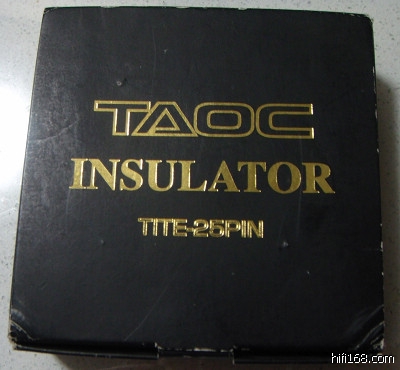 TAOC
INSULATOR
TITE-25PIN
hifi168.com